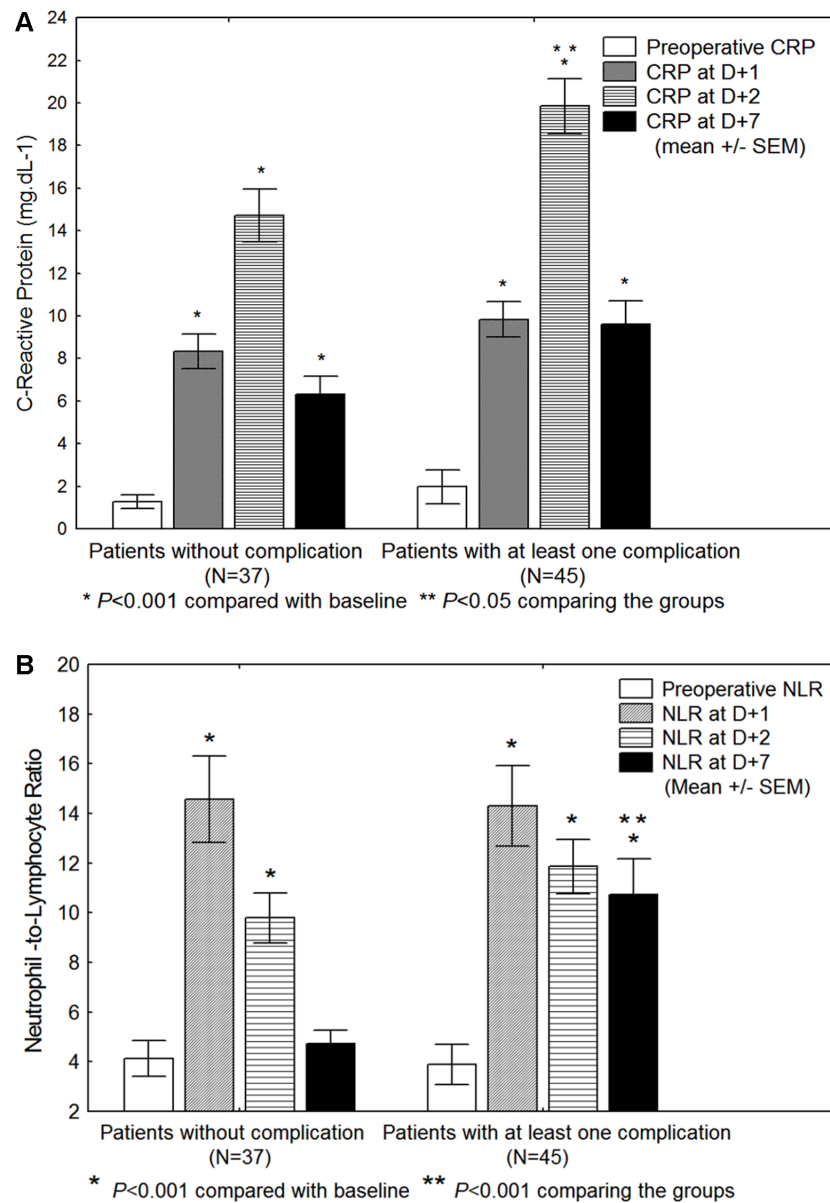 A
C-Reactive Protein (mg.dL-1)
24
22
20
18
16
14
12
10
8
6
4
2
0
Preoperative CRP
CRP at D+1
CRP at D+2
CRP at D+7
(mean +/- SEM)
*
*
*
*
**
*
*
Patients without complication
(N=37)
Patients with at least one complication
(N=45)
* P<0.001 compared with baseline ** P<0.05 comparing the groups
B
Neutrophil -to-Lymphocyte Ratio
20
18
16
14
12
10
8
6
4
2
Preoperative NLR
NLR at D+1
NLR at D+2
NLR at D+7
(Mean +/- SEM)
*
*
*
*
**
*
Patients without complication
(N=37)
Patients with at least one complication
(N=45)
* P<0.001 compared with baseline ** P<0.001 comparing the groups